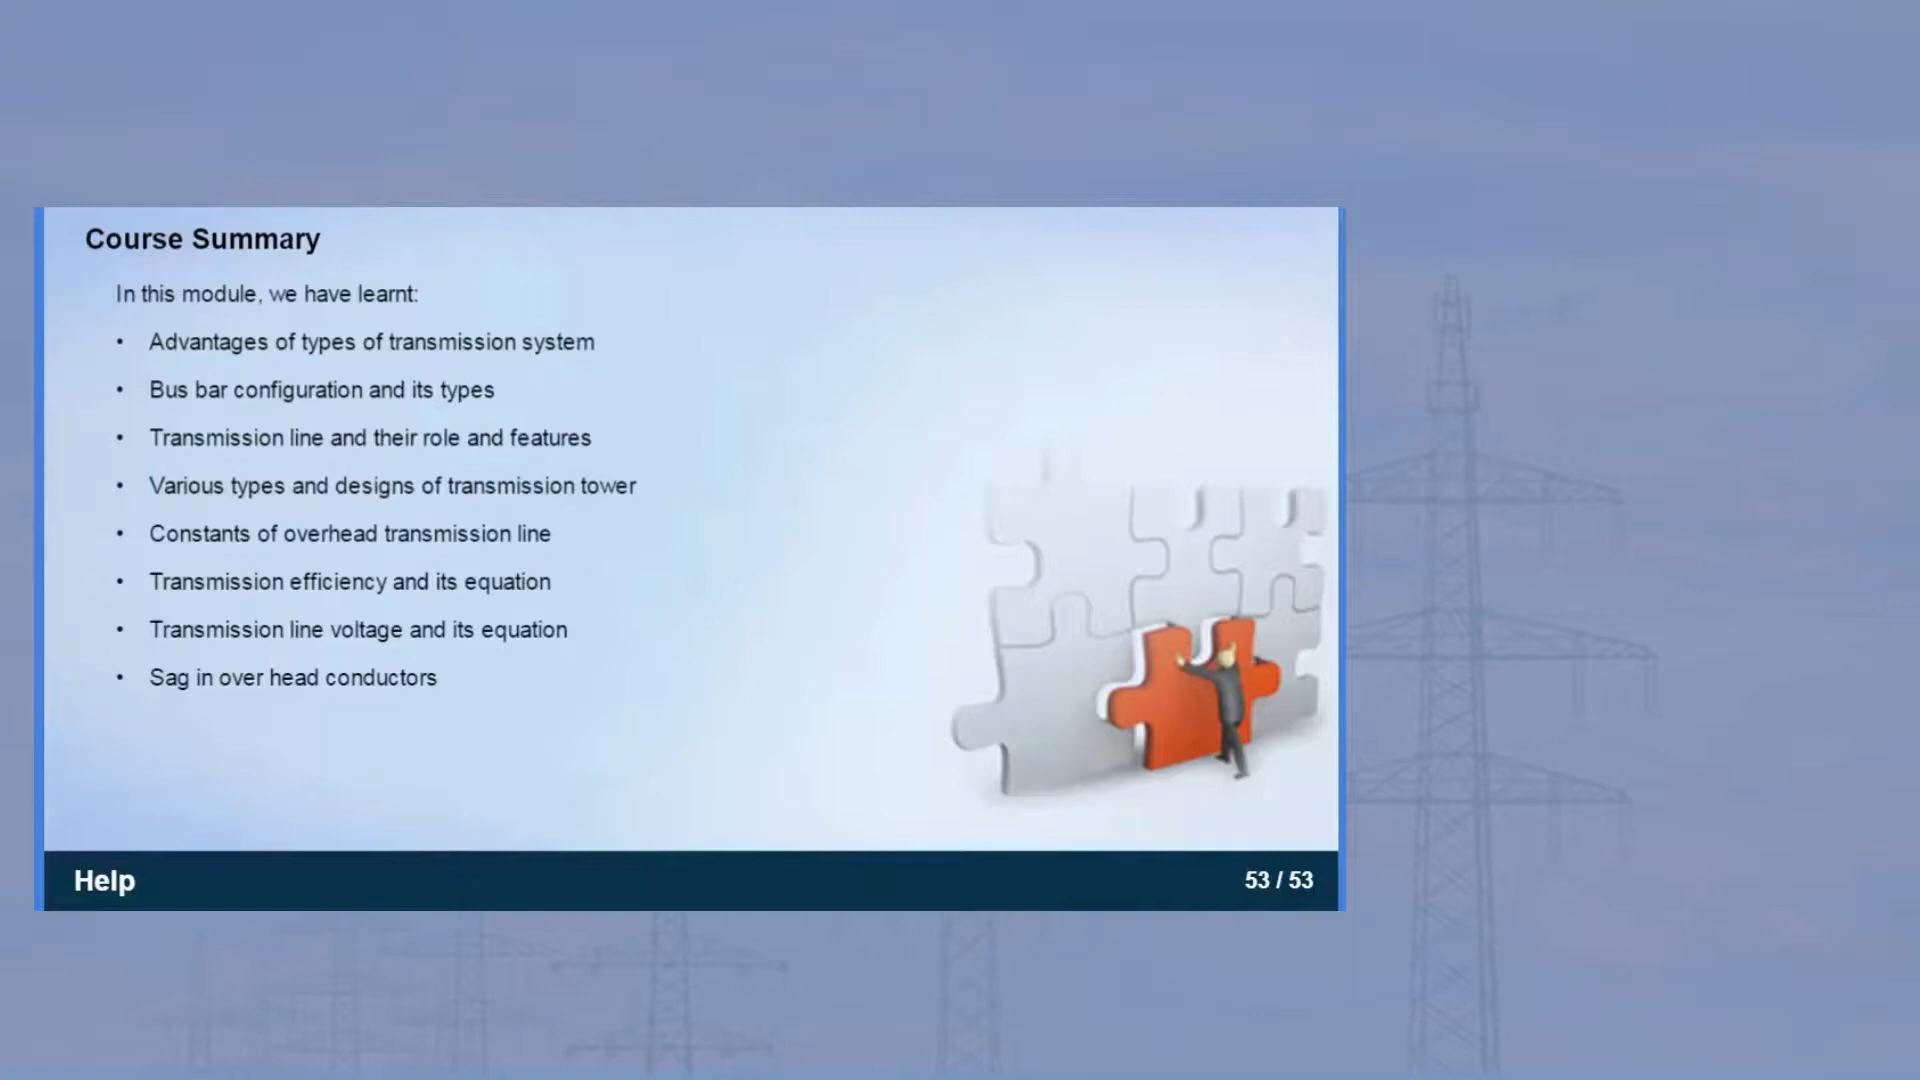 Course Summary
In this module, we have learnt:
• Advantages of types of transmission system
• Bus bar configuration and its types
• Transmission line and their role and features
• Various types and designs of transmission tower
• Constants of overhead transmission line
• Transmission efficiency and its equation
• Transmission line voltage and its equation
• Sag in over head conductors
Help
53 / 53